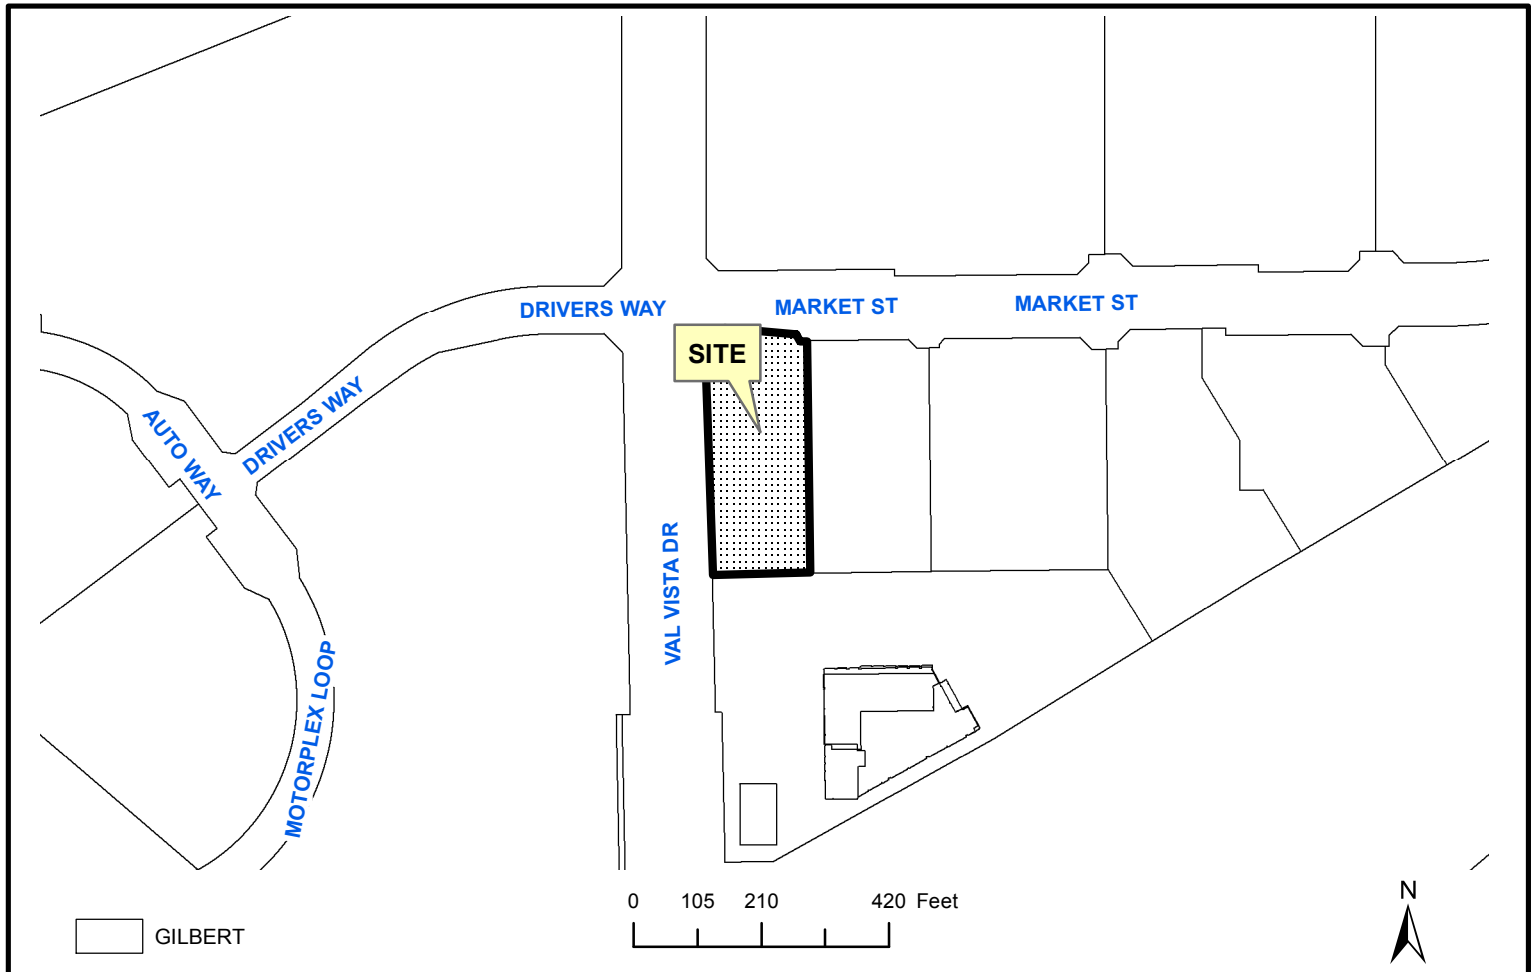 DRIVERS WAY
MARKET ST
MARKET ST
SITE
DRIVERS WAY
AUTO WAY
VAL VISTA DR
MOTORPLEX LOOP
0 105 210 420 Feet
N
GILBERT